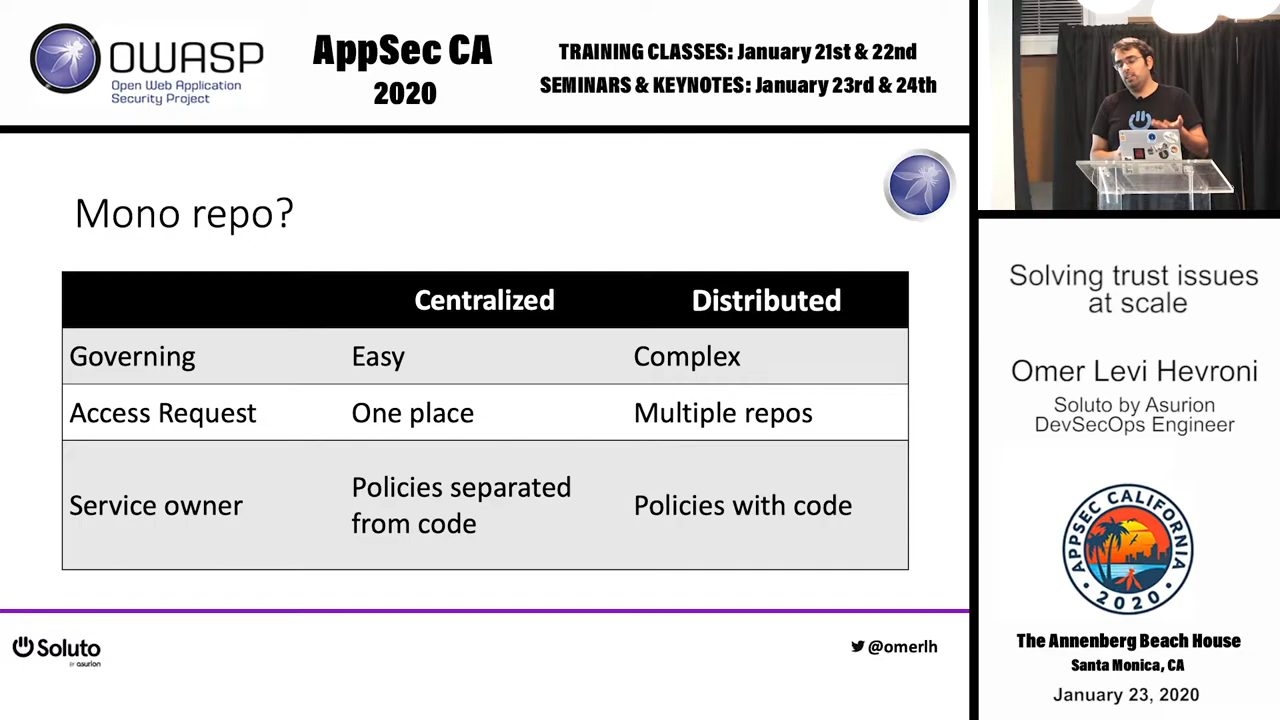 OWASP
Open Web Application
Security Project
AppSec CA
2020
TRAINING CLASSES: January 21st & 22nd
SEMINARS & KEYNOTES: January 23rd & 24th
Mono repo?
Centralized Distributed
Governing Easy Complex
Access Request One place Multiple repos
Service owner Policies separated from code Policies with code
Soluto
BY asurion
@omerlh
Solving trust issues
at scale
Omer Levi Hevroni
Soluto by Asurion
DevSecOps Engineer
APPSEC CALIFORNIA
2020
The Annenberg Beach House
Santa Monica, CA
January 23, 2020